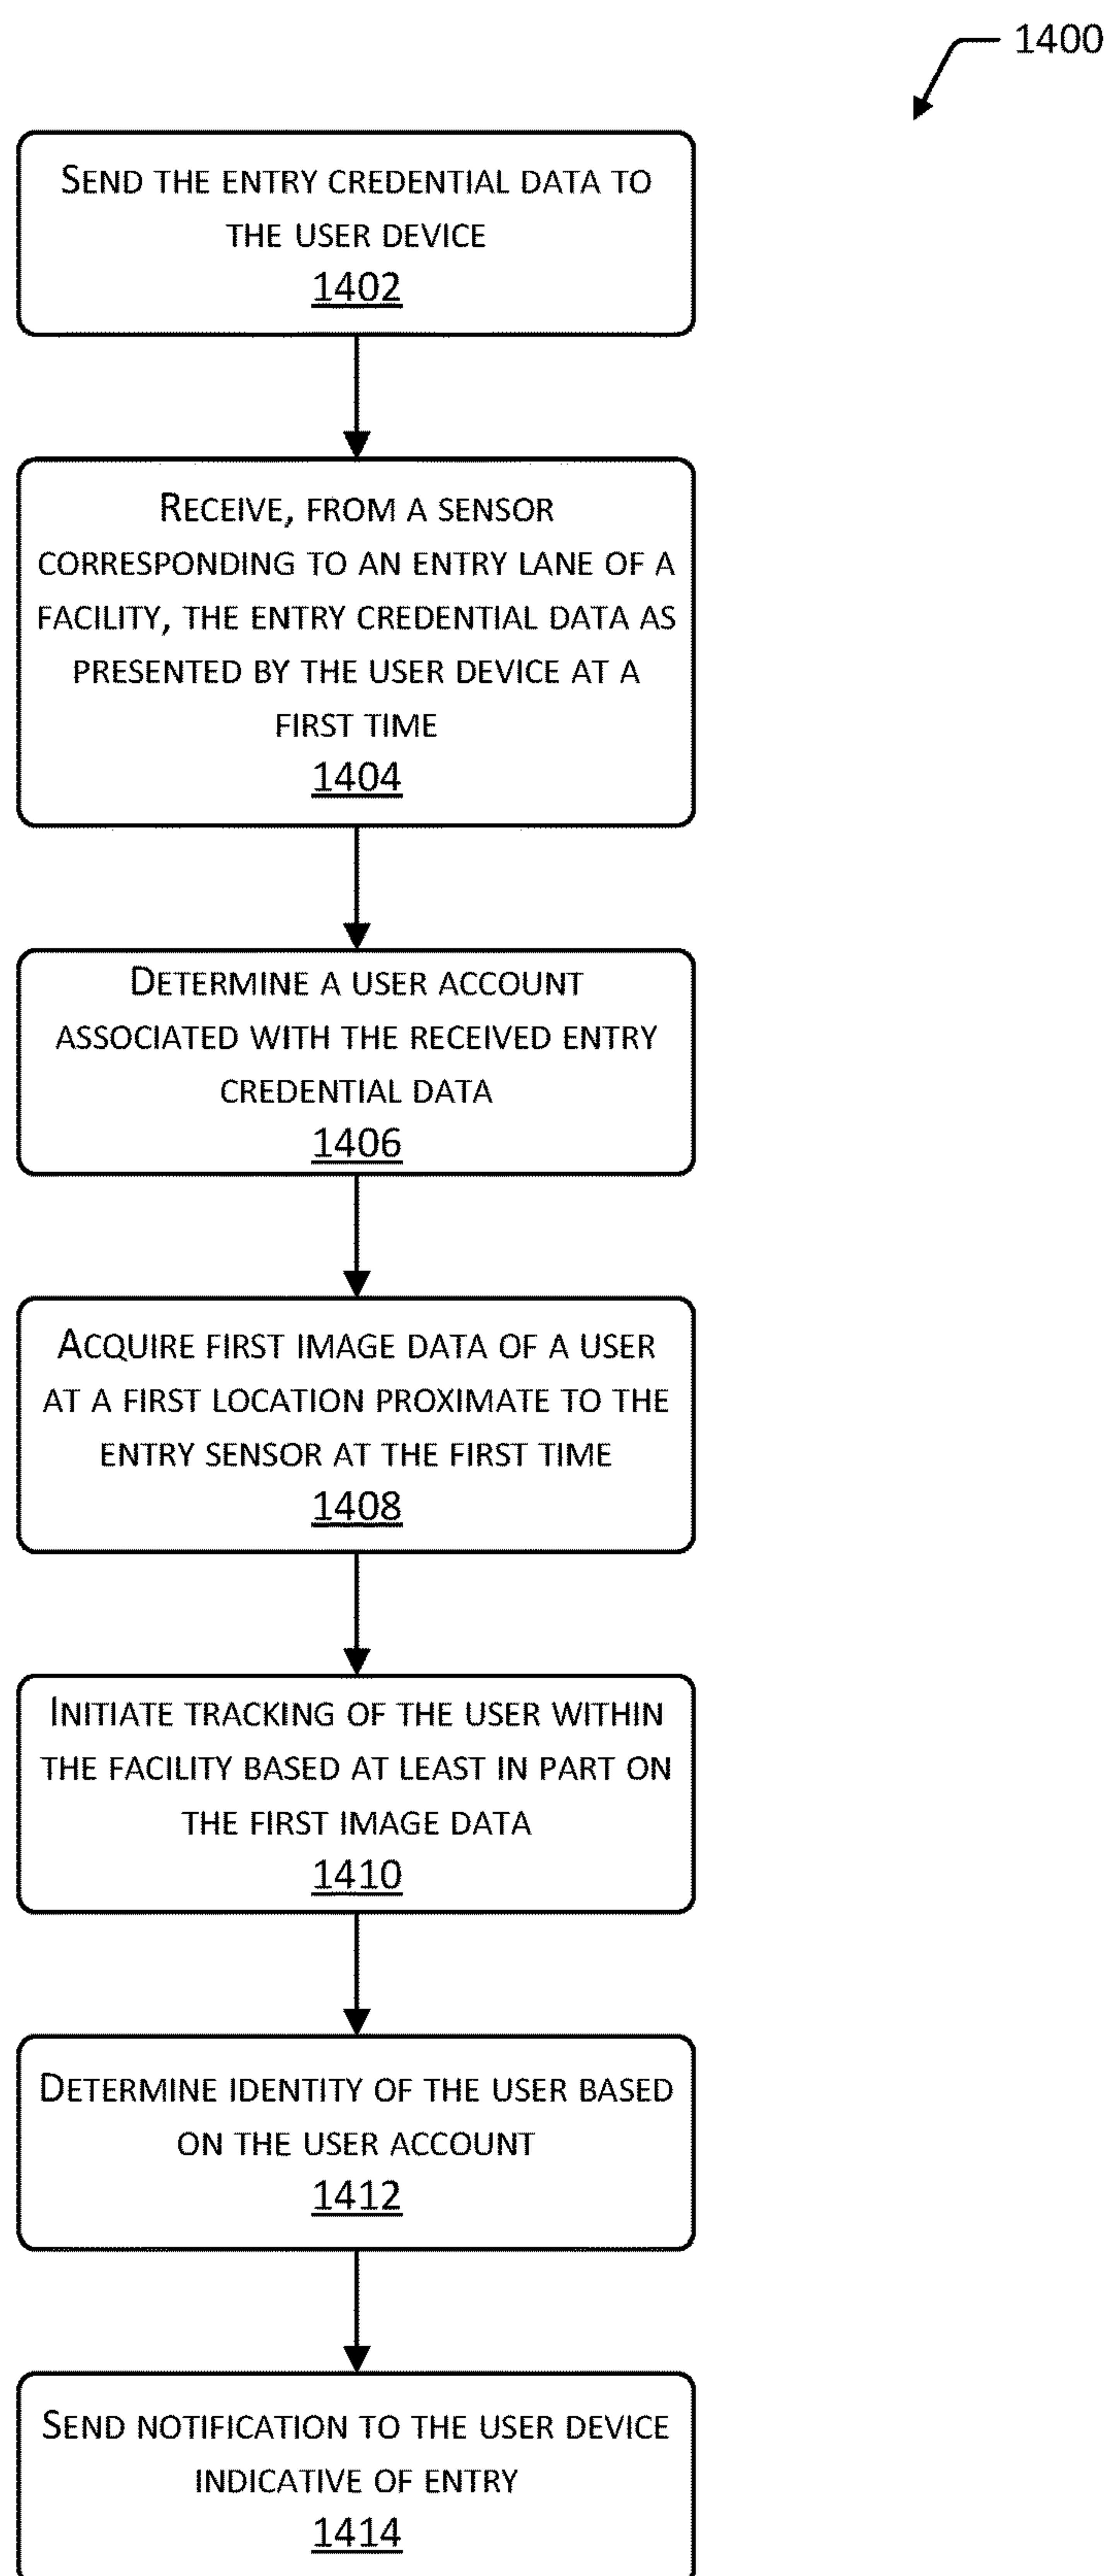 1400
SEND THE ENTRY CREDENTIAL DATA TO
THE USER DEVICE
1402
RECEIVE, FROM A SENSOR
CORRESPONDING TO AN ENTRY LANE OF A
FACILITY, THE ENTRY CREDENTIAL DATA AS
PRESENTED BY THE USER DEVICE AT A
FIRST TIME
1404
DETERMINE A USER ACCOUNT
ASSOCIATED WITH THE RECEIVED ENTRY
CREDENTIAL DATA
1406
ACQUIRE FIRST IMAGE DATA OF A USER
AT A FIRST LOCATION PROXIMATE TO THE
ENTRY SENSOR AT THE FIRST TIME
1408
INITIATE TRACKING OF THE USER WITHIN
THE FACILITY BASED AT LEAST IN PART ON
THE FIRST IMAGE DATA
1410
DETERMINE IDENTITY OF THE USER BASED
ON THE USER ACCOUNT
1412
SEND NOTIFICATION TO THE USER DEVICE
INDICATIVE OF ENTRY
1414